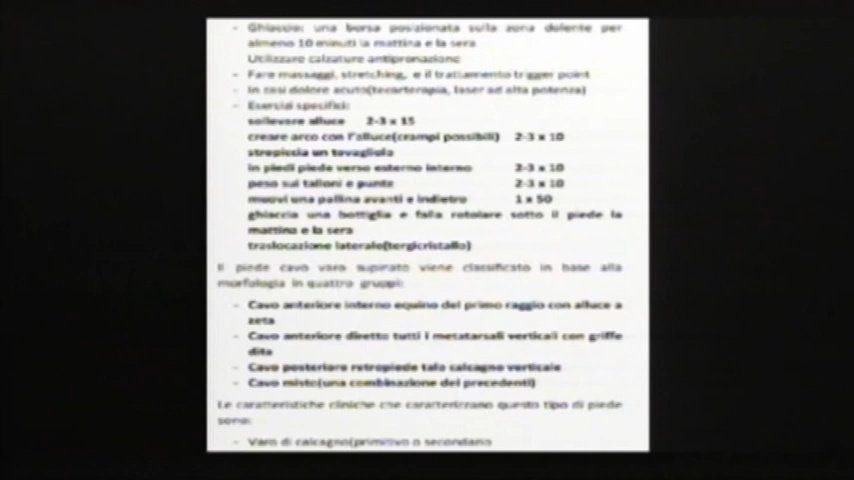 - Ghiaccio: una borsa posizionata sulla zona dolente per
almeno 10 minuti la mattina e la sera
Utilizzare calzature antipronazione
- Fare massaggi, stretching, e il trattamento trigger point
- In casi dolore acuto(tecarterapia, laser ad alta potenza)
- Esercizi specifici:
sollevare alluce 2-3 x 15
creare arco con l'alluce(crampi possibili) 2-3 x 10
stropiccia un tovagliolo
in piedi piede verso esterno interno 2-3 x 10
peso sui talloni e punte 2-3 x 10
muovi una pallina avanti e indietro 1 x 50
ghiaccia una bottiglia e falla rotolare sotto il piede la
mattina e la sera
traslocazione laterale(tergicristallo)
Il piede cavo varo supinato viene classificato in base alla
morfologia in quattro gruppi:
- Cavo anteriore interno equino del primo raggio con alluce a
zeta
- Cavo anteriore diretto tutti i metatarsali verticali con griffe
dita
- Cavo posteriore retropiede talo calcagno verticale
- Cavo misto(una combinazione dei precedenti)
Le caratteristiche cliniche che caratterizzano questo tipo di piede
sono:
- Varo di calcagno(primitivo o secondario